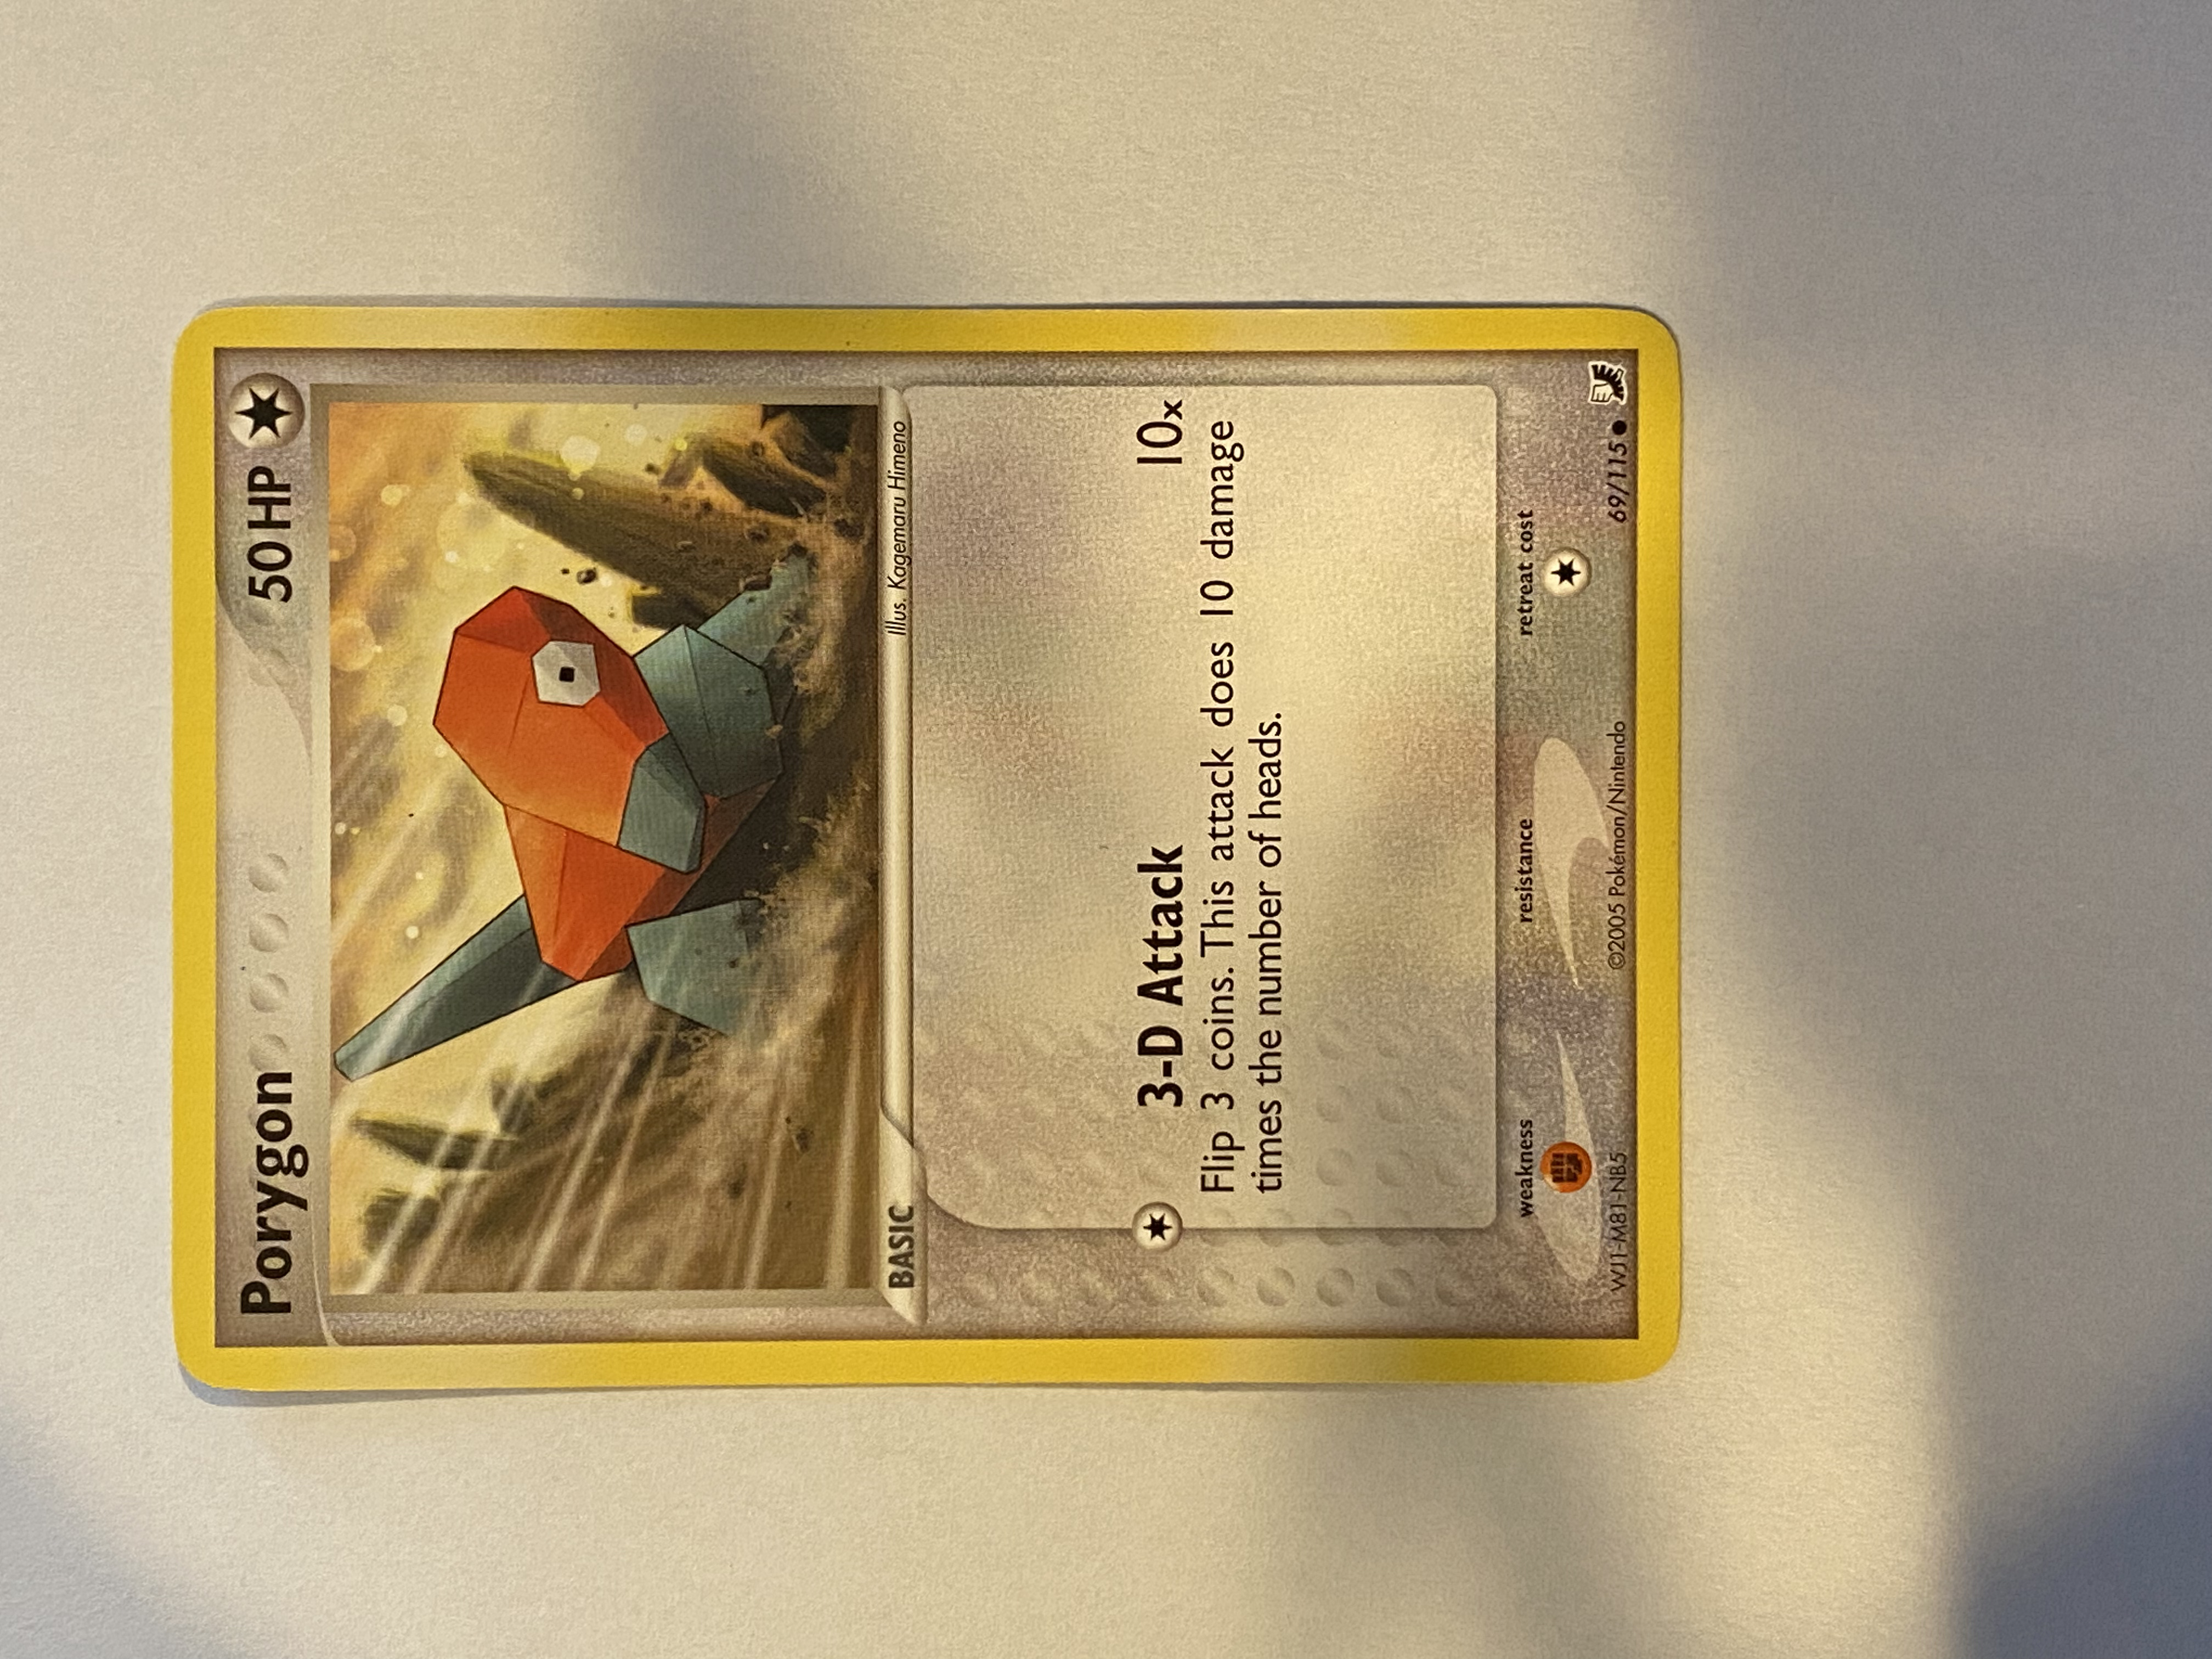 Porygon 50 HP
BASIC Illus. Kagemaru Himeno
3-D Attack 10x
Flip 3 coins. This attack does 10 damage
times the number of heads.
weakness resistance retreat cost
WJ1-M81-NB5 ©2005 Pokémon/Nintendo 69/115